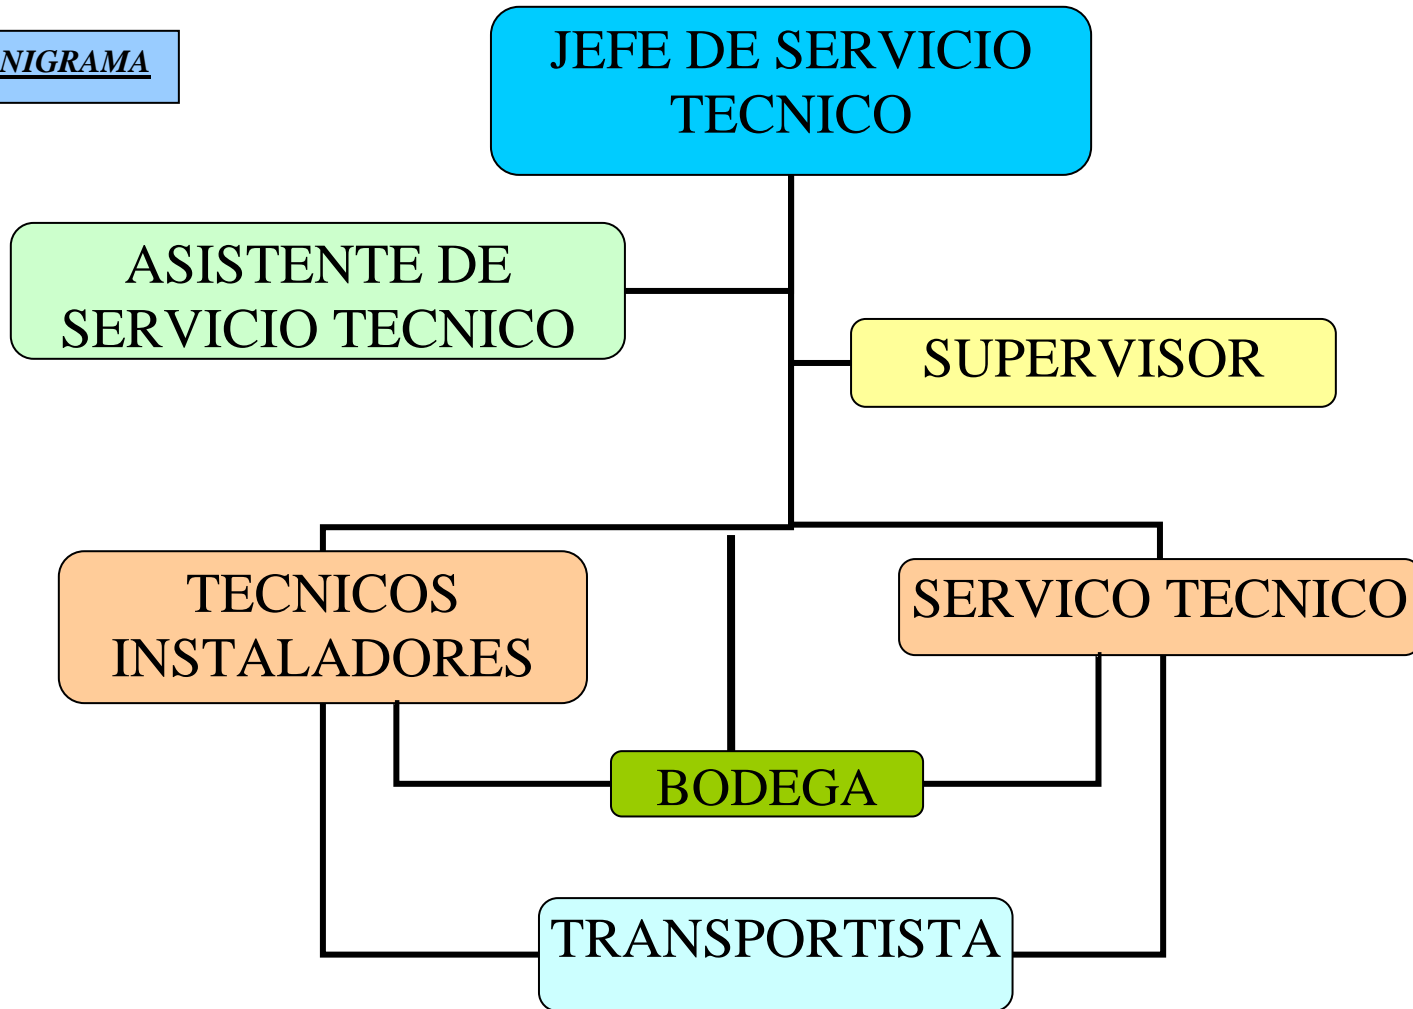 NIGRAMA
JEFE DE SERVICIO
TECNICO
ASISTENTE DE
SERVICIO TECNICO
SUPERVISOR
TECNICOS
INSTALADORES
SERVICO TECNICO
BODEGA
TRANSPORTISTA